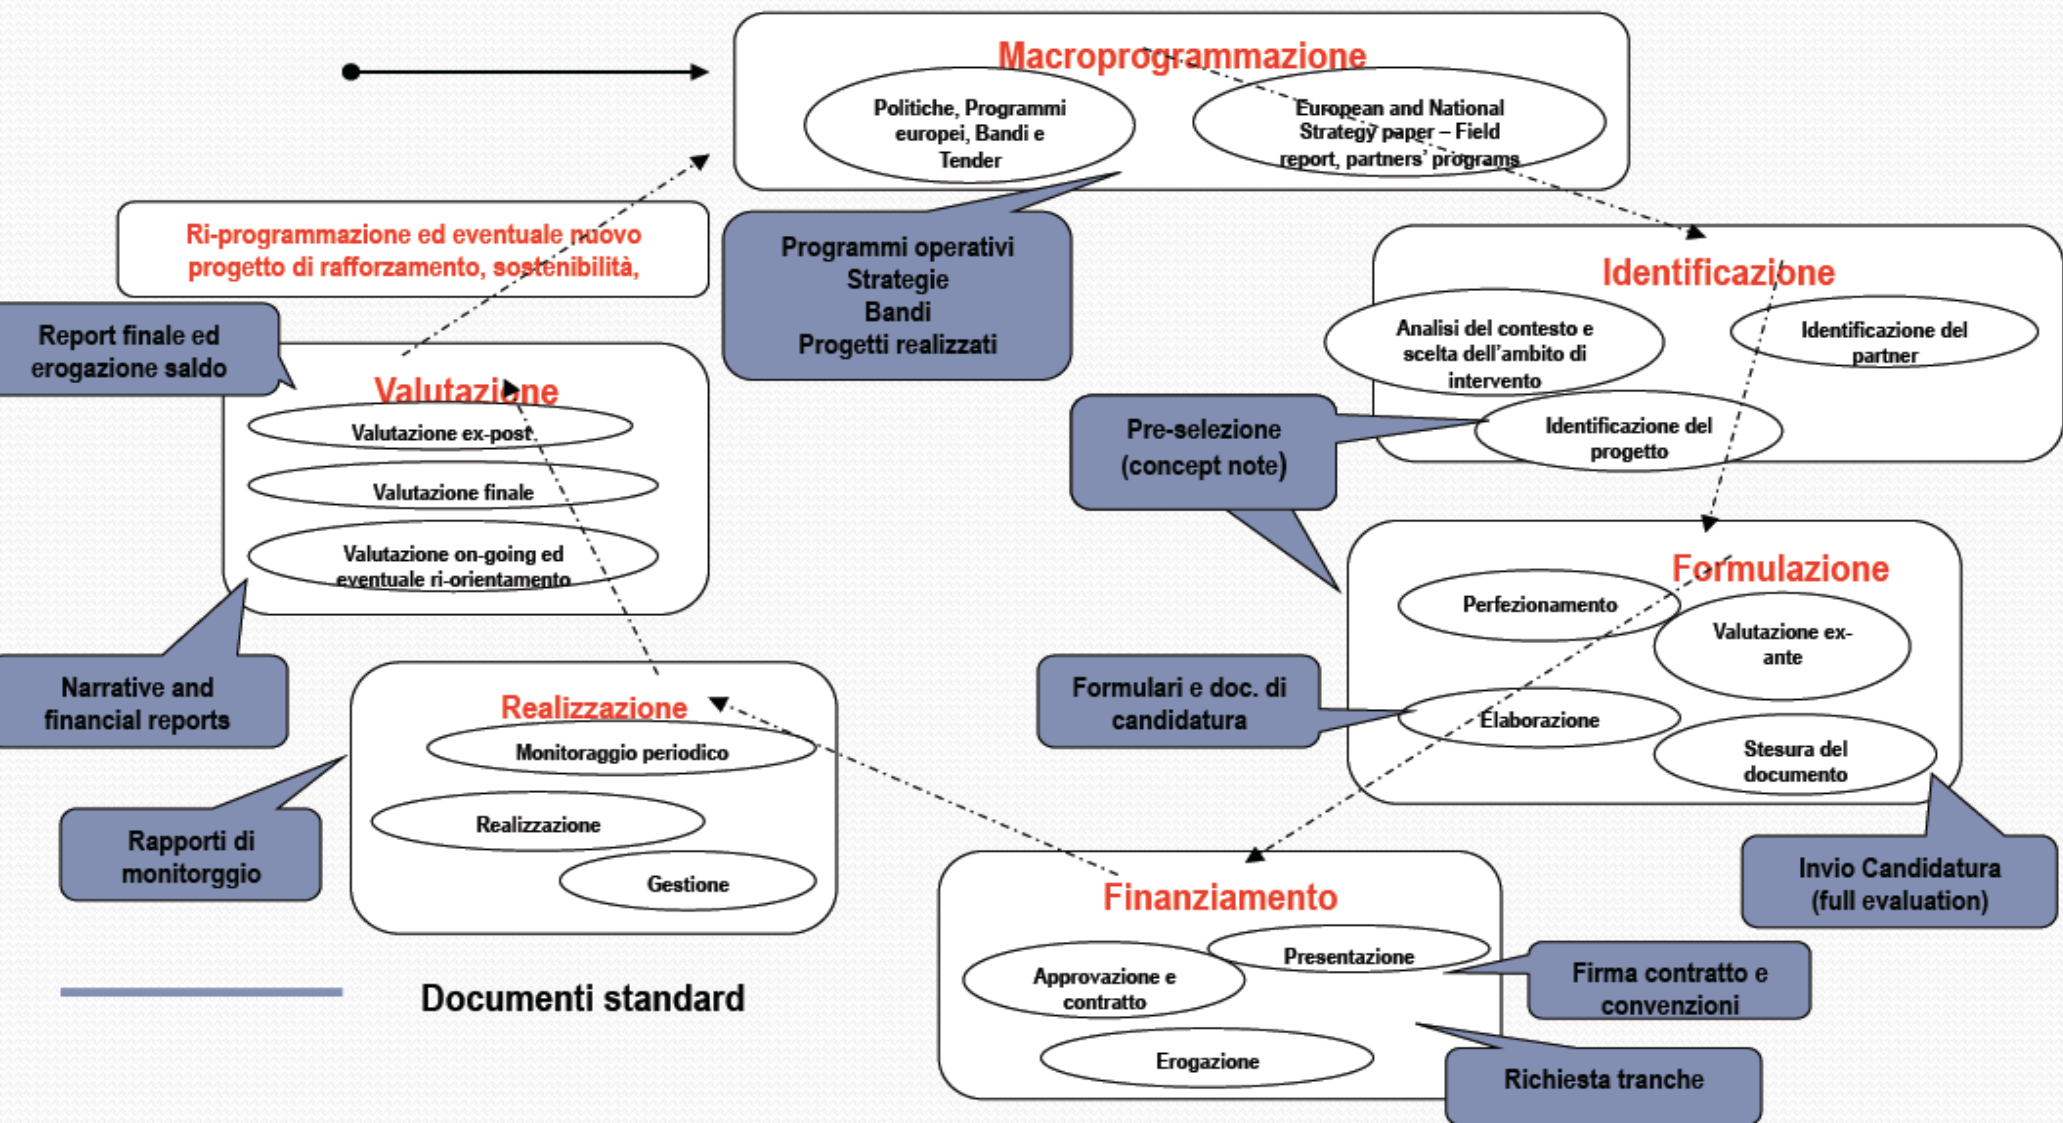 Macroprogrammazione
Politiche, Programmi
europei, Bandi e
Tender
European and National
Strategy paper – Field
report, partners' programs
Programmi operativi
Strategie
Bandi
Progetti realizzati
Identificazione
Analisi del contesto e
scelta dell'ambito di
intervento
Identificazione del
partner
Identificazione del
progetto
Pre-selezione
(concept note)
Formulazione
Perfezionamento
Valutazione ex-
ante
Elaborazione
Stesura del
documento
Formulari e doc. di
candidatura
Invio Candidatura
(full evaluation)
Finanziamento
Presentazione
Approvazione e
contratto
Erogazione
Firma contratto e
convenzioni
Richiesta tranche
Realizzazione
Monitoraggio periodico
Realizzazione
Gestione
Rapporti di
monitorggio
Valutazione
Valutazione ex-post
Valutazione finale
Valutazione on-going ed
eventuale ri-orientamento
Narrative and
financial reports
Report finale ed
erogazione saldo
Ri-programmazione ed eventuale nuovo
progetto di rafforzamento, sostenibilità,
Documenti standard